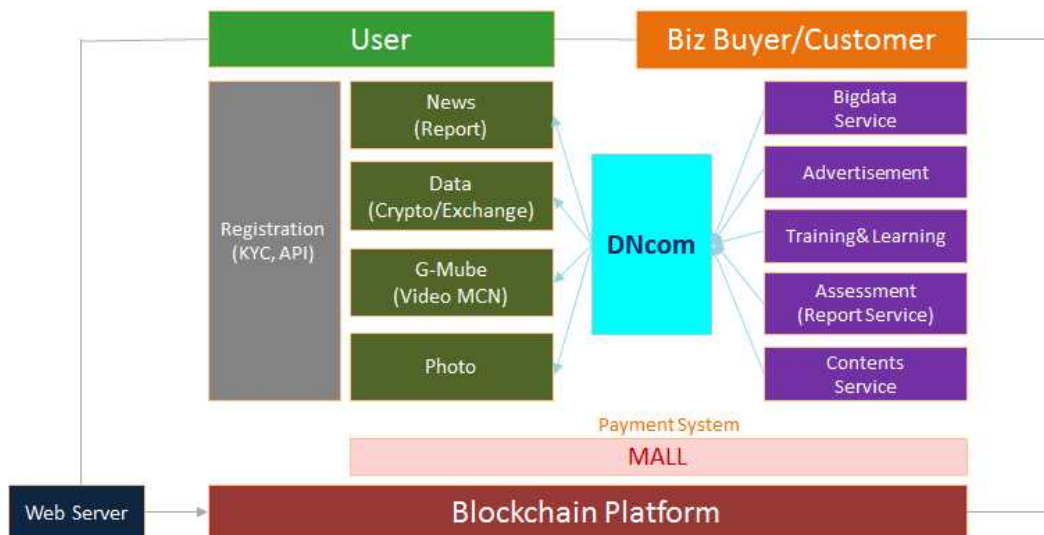 User
Biz Buyer/Customer
Registration
(KYC, API)
News
(Report)
Data
(Crypto/Exchange)
G-Mube
(Video MCN)
Photo
DNcom
Bigdata
Service
Advertisement
Training& Learning
Assessment
(Report Service)
Contents
Service
Payment System
MALL
Web Server
Blockchain Platform